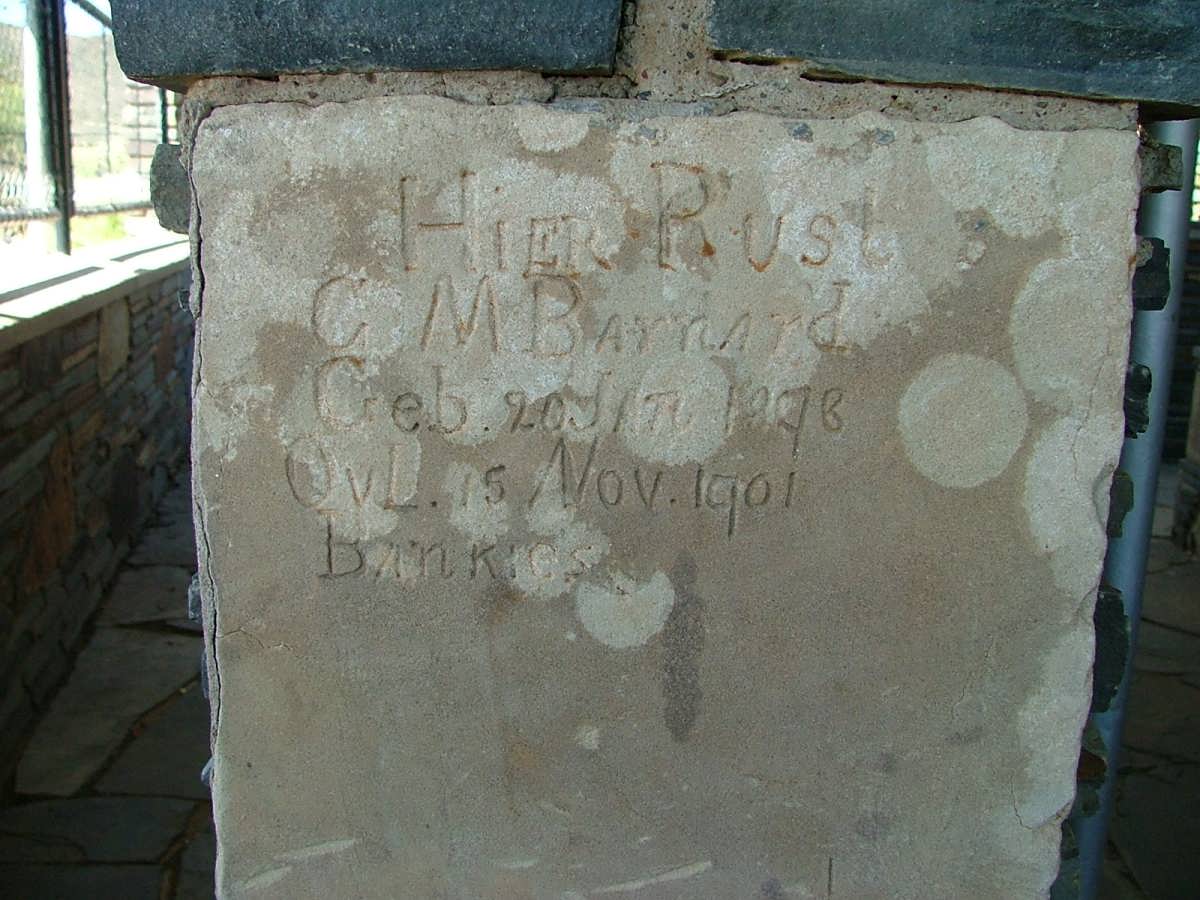 HiER Rust
G M BArnArd
Geb. 20 JAn 1878
OvL. 15 Nov. 1901
BAnkies